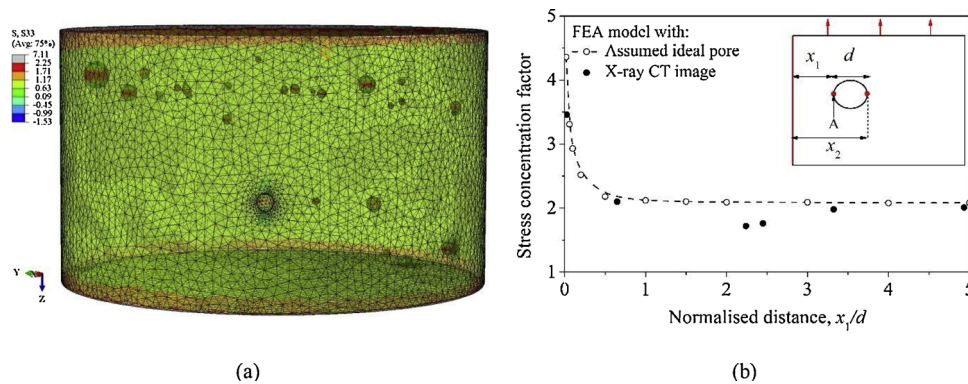 S, S33
(Avg: 75%)
7.11
2.25
1.71
1.17
0.63
0.09
-0.45
-0.99
-1.53
Y
Z
(a)
5
4
3
2
1
Stress concentration factor
FEA model with:
Assumed ideal pore
X-ray CT image
x1
d
A
x2
0
1
2
3
4
5
Normalised distance, x1/d
(b)